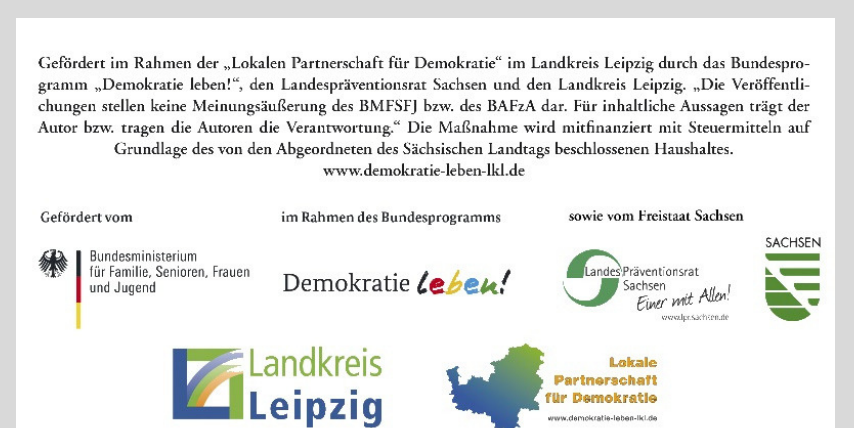 Gefördert im Rahmen der „Lokalen Partnerschaft für Demokratie“ im Landkreis Leipzig durch das Bundespro-
gramm „Demokratie leben!“, den Landespräventionsrat Sachsen und den Landkreis Leipzig. „Die Veröffentli-
chungen stellen keine Meinungsäußerung des BMFSFJ bzw. des BAFzA dar. Für inhaltliche Aussagen trägt der
Autor bzw. tragen die Autoren die Verantwortung.“ Die Maßnahme wird mitfinanziert mit Steuermitteln auf
Grundlage des von den Abgeordneten des Sächsischen Landtags beschlossenen Haushaltes.
www.demokratie-leben-lkl.de
Gefördert vom
im Rahmen des Bundesprogramms
sowie vom Freistaat Sachsen
Bundesministerium
für Familie, Senioren, Frauen
und Jugend
Demokratie leben!
Landes Präventionsrat
Sachsen
Einer mit Allen!
www.lpr.sachsen.de
SACHSEN
Landkreis
Leipzig
Lokale
Partnerschaft
für Demokratie
www.demokratie-leben-lkl.de